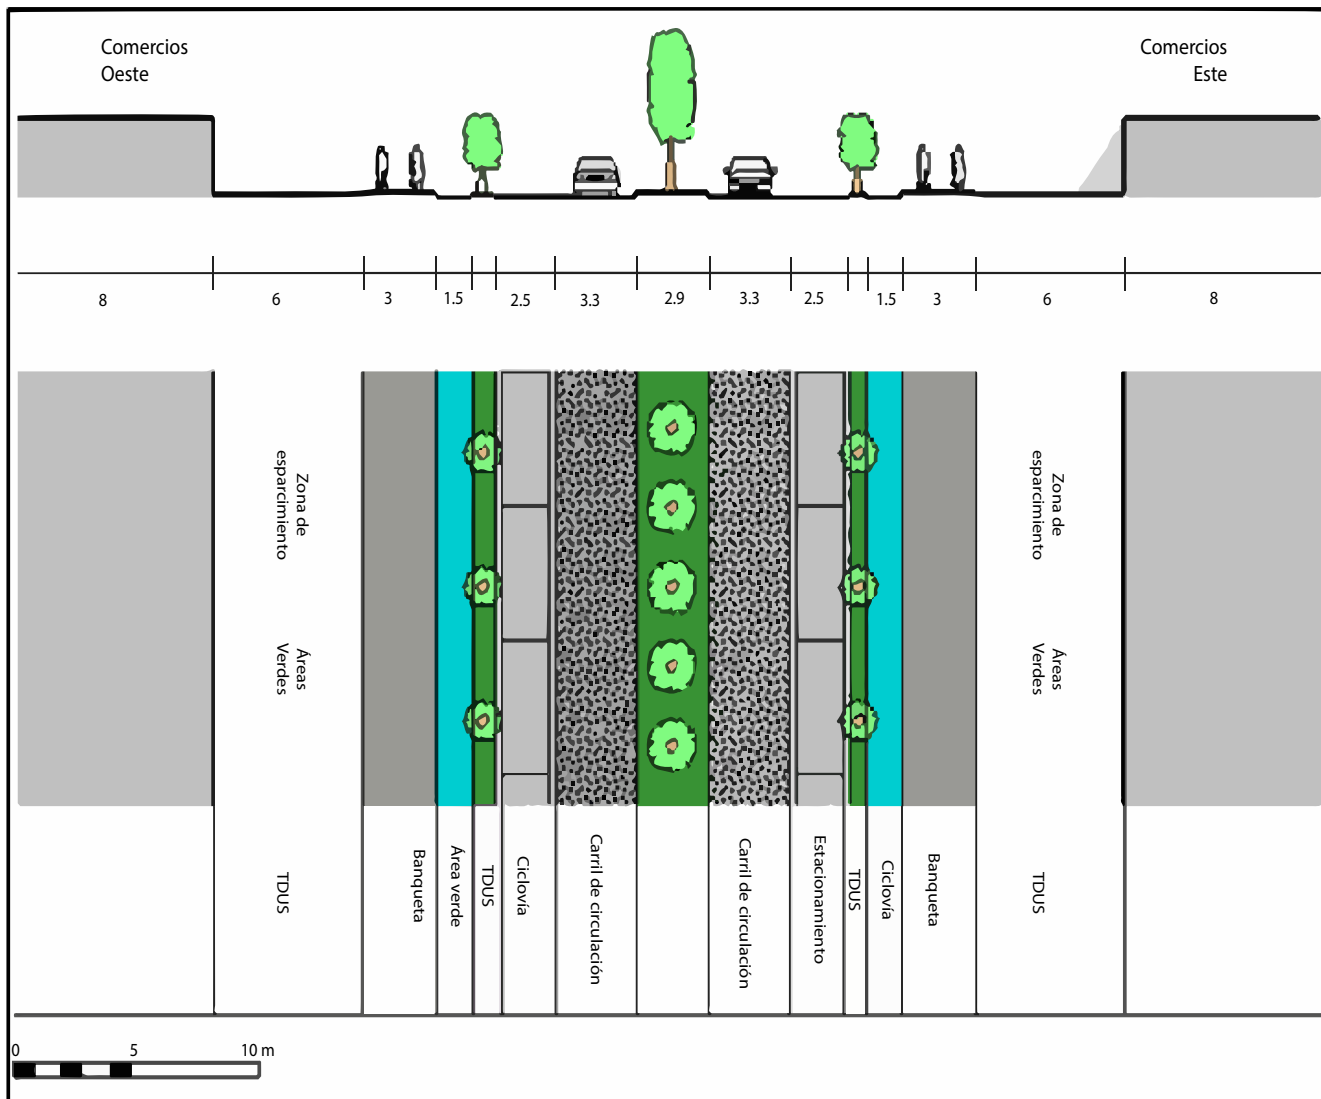 Comercios
Oeste
Comercios
Este
8
6
3
1.5
2.5
3.3
2.9
3.3
2.5
1.5
3
6
8
Zona de
esparcimiento
Áreas
Verdes
Zona de
esparcimiento
Áreas
Verdes
TDUS
Banqueta
Área verde
TDUS
Ciclovía
Carril de circulación
Carril de circulación
Estacionamiento
TDUS
Ciclovía
Banqueta
TDUS
0 5 10 m